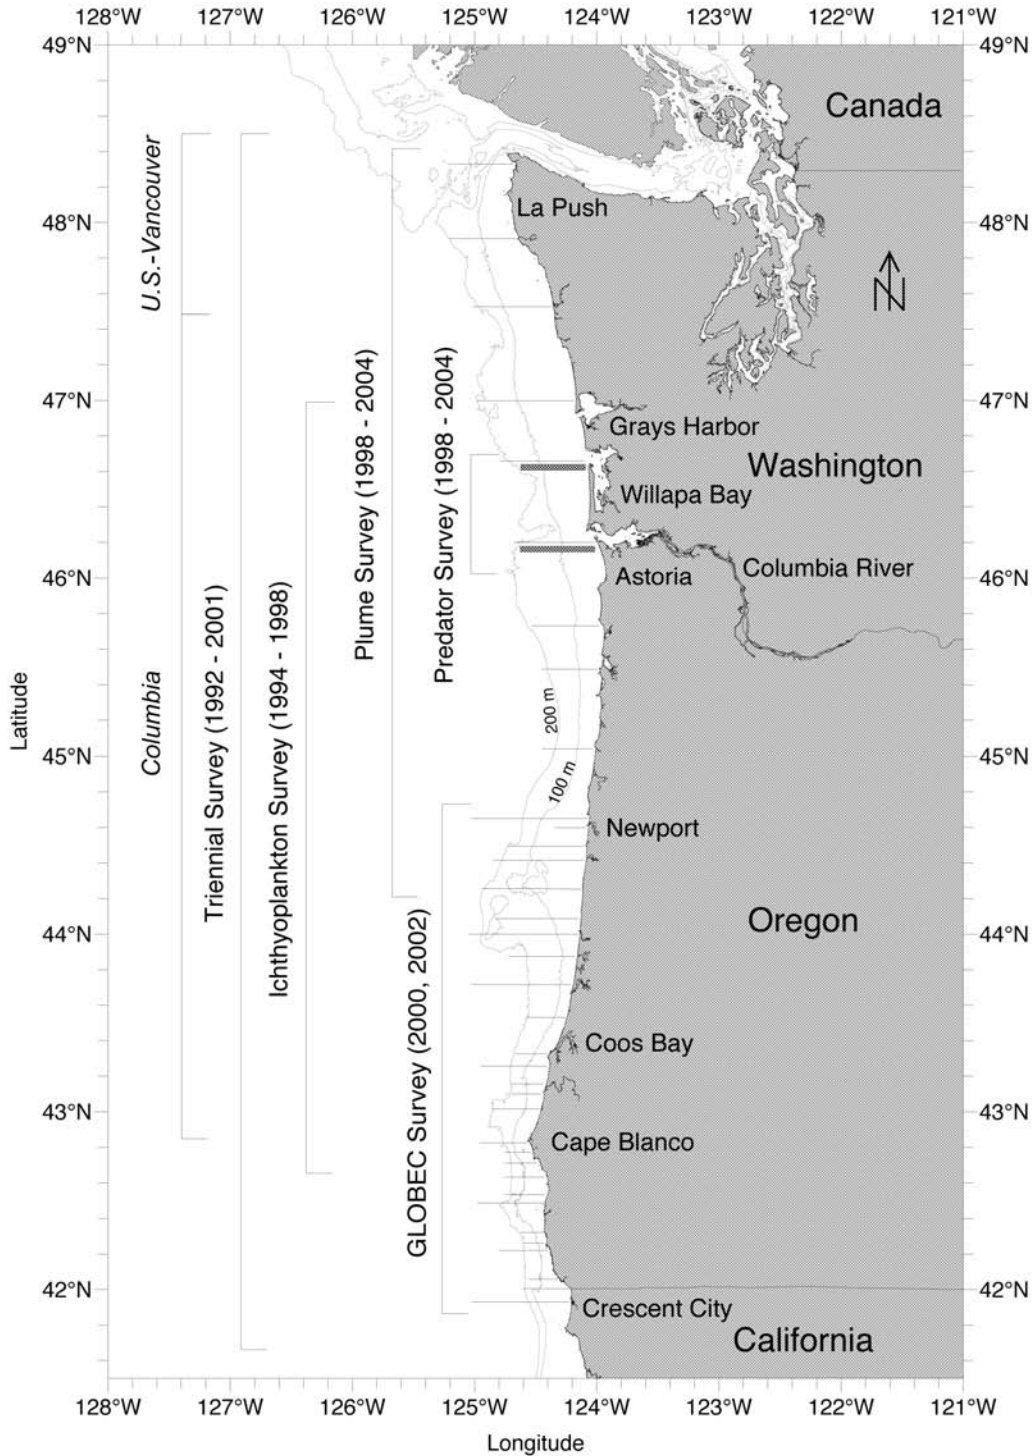 128°W 127°W 126°W 125°W 124°W 123°W 122°W 121°W
49°N 49°N
Canada
U.S.-Vancouver
La Push
48°N 48°N
N
47°N 47°N
Grays Harbor
Washington
Willapa Bay
Plume Survey (1998 - 2004)
Predator Survey (1998 - 2004)
46°N 46°N
Astoria
Columbia River
Columbia
Triennial Survey (1992 - 2001)
Ichthyoplankton Survey (1994 - 1998)
Latitude
200 m
100 m
45°N 45°N
Newport
Oregon
44°N 44°N
GLOBEC Survey (2000, 2002)
Coos Bay
43°N 43°N
Cape Blanco
42°N 42°N
Crescent City
California
128°W 127°W 126°W 125°W 124°W 123°W 122°W 121°W
Longitude